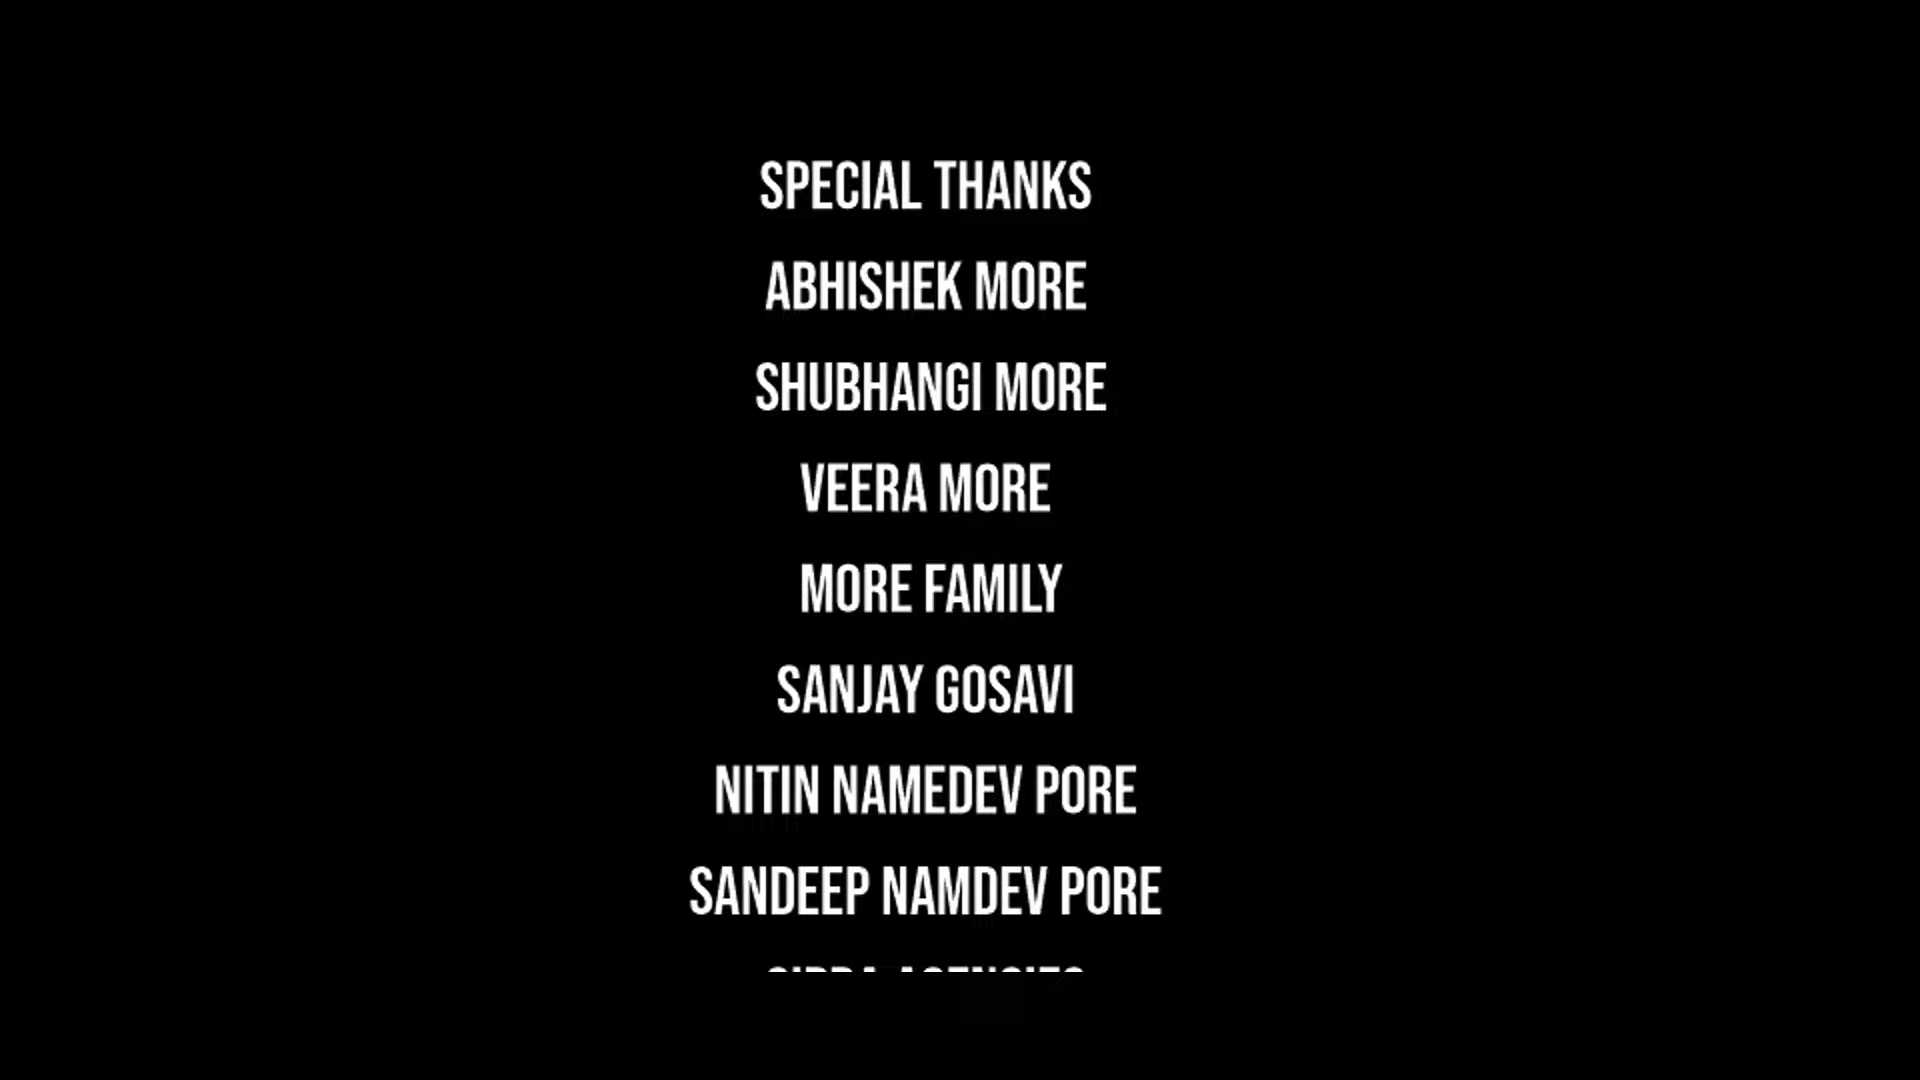 SPECIAL THANKS
ABHISHEK MORE
SHUBHANGI MORE
VEERA MORE
MORE FAMILY
SANJAY GOSAVI
NITIN NAMEDEV PORE
SANDEEP NAMDEV PORE